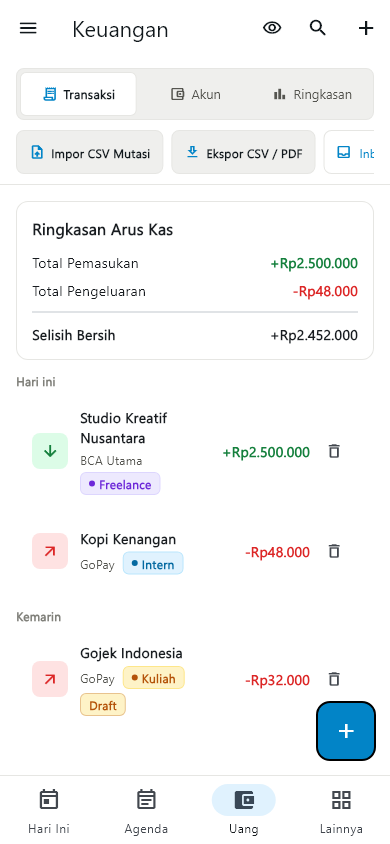 Keuangan
Transaksi
Akun
Ringkasan
Impor CSV Mutasi
Ekspor CSV / PDF
Inb
Ringkasan Arus Kas
Total Pemasukan +Rp2.500.000
Total Pengeluaran -Rp48.000
Selisih Bersih +Rp2.452.000
Hari ini
Studio Kreatif
Nusantara
BCA Utama
+Rp2.500.000
Freelance
Kopi Kenangan
GoPay Intern
-Rp48.000
Kemarin
Gojek Indonesia
GoPay Kuliah
-Rp32.000
Draft
Hari Ini
Agenda
Uang
Lainnya